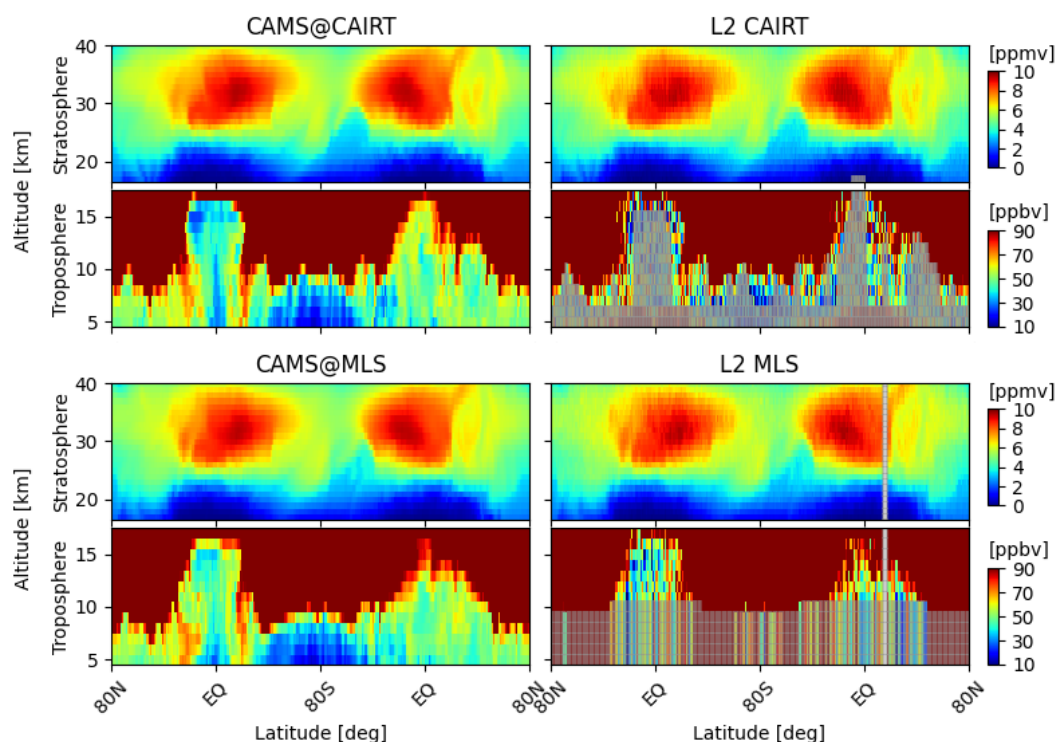 CAMS@CAIRT
L2 CAIRT
40
30
20
Stratosphere
[ppmv]
10
8
6
4
2
0
15
10
5
Troposphere
Altitude [km]
[ppbv]
90
70
50
30
10
CAMS@MLS
L2 MLS
40
30
20
Stratosphere
[ppmv]
10
8
6
4
2
0
15
10
5
Troposphere
Altitude [km]
[ppbv]
90
70
50
30
10
80N EQ 80S EQ 80N
80N EQ 80S EQ 80N
Latitude [deg]
Latitude [deg]